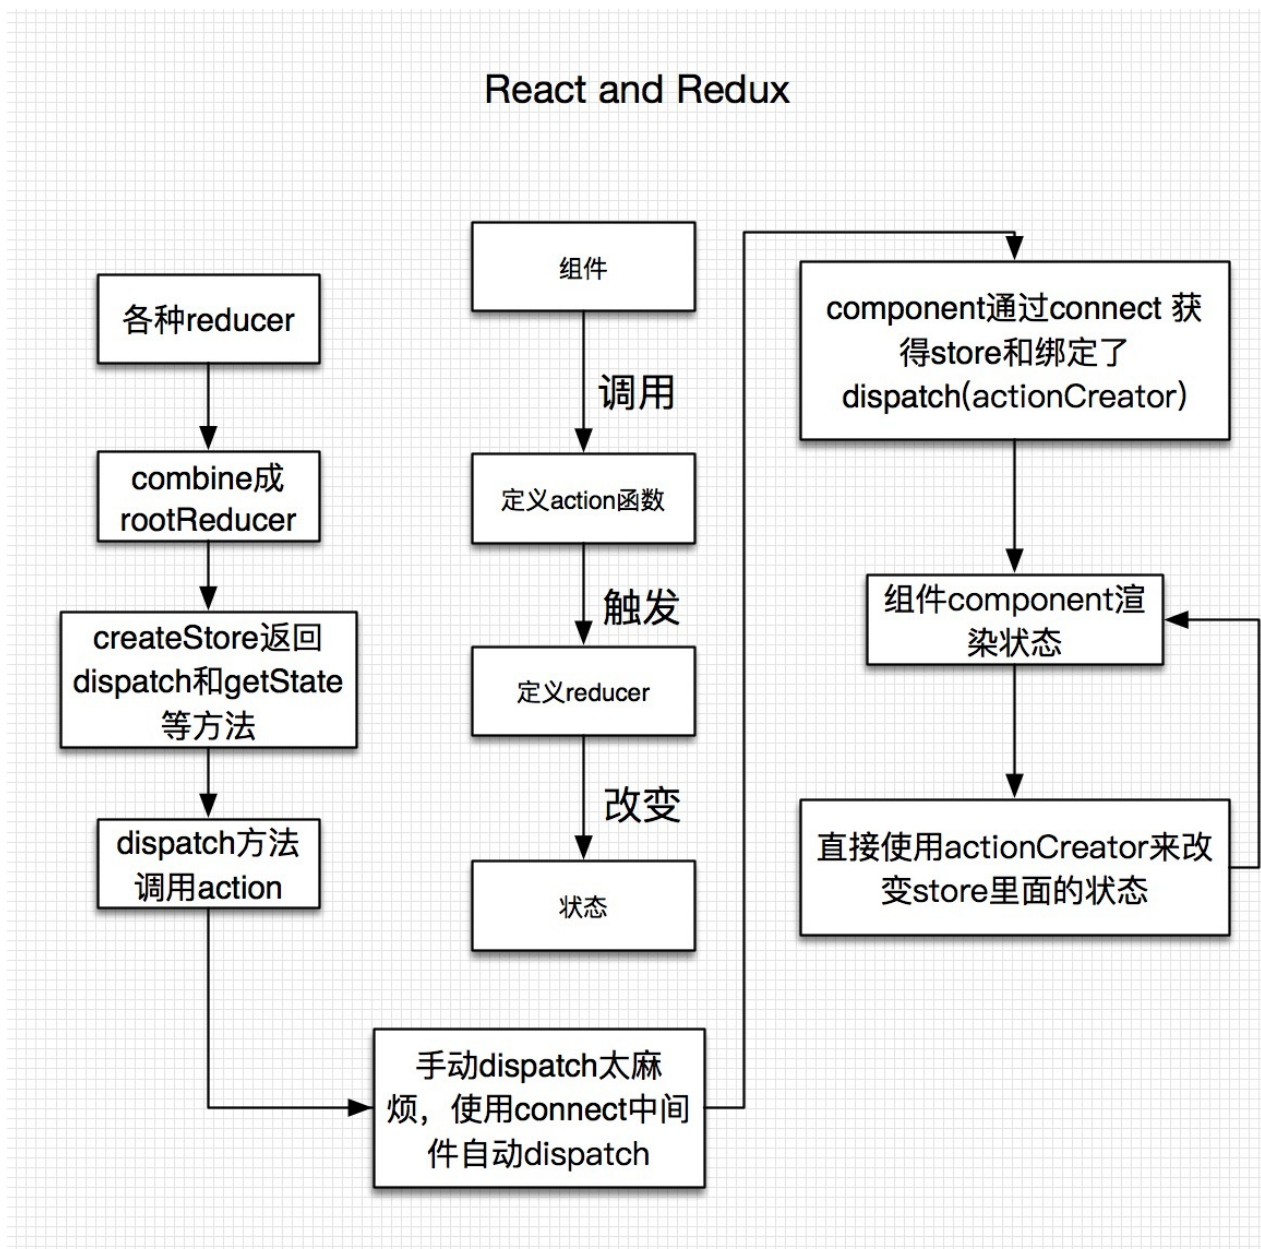 React and Redux
各种reducer
combine成
rootReducer
createStore返回
dispatch和getState
等方法
dispatch方法
调用action
手动dispatch太麻
烦，使用connect中间
件自动dispatch
组件
调用
定义action函数
触发
定义reducer
改变
状态
component通过connect 获
得store和绑定了
dispatch(actionCreator)
组件component渲
染状态
直接使用actionCreator来改
变store里面的状态